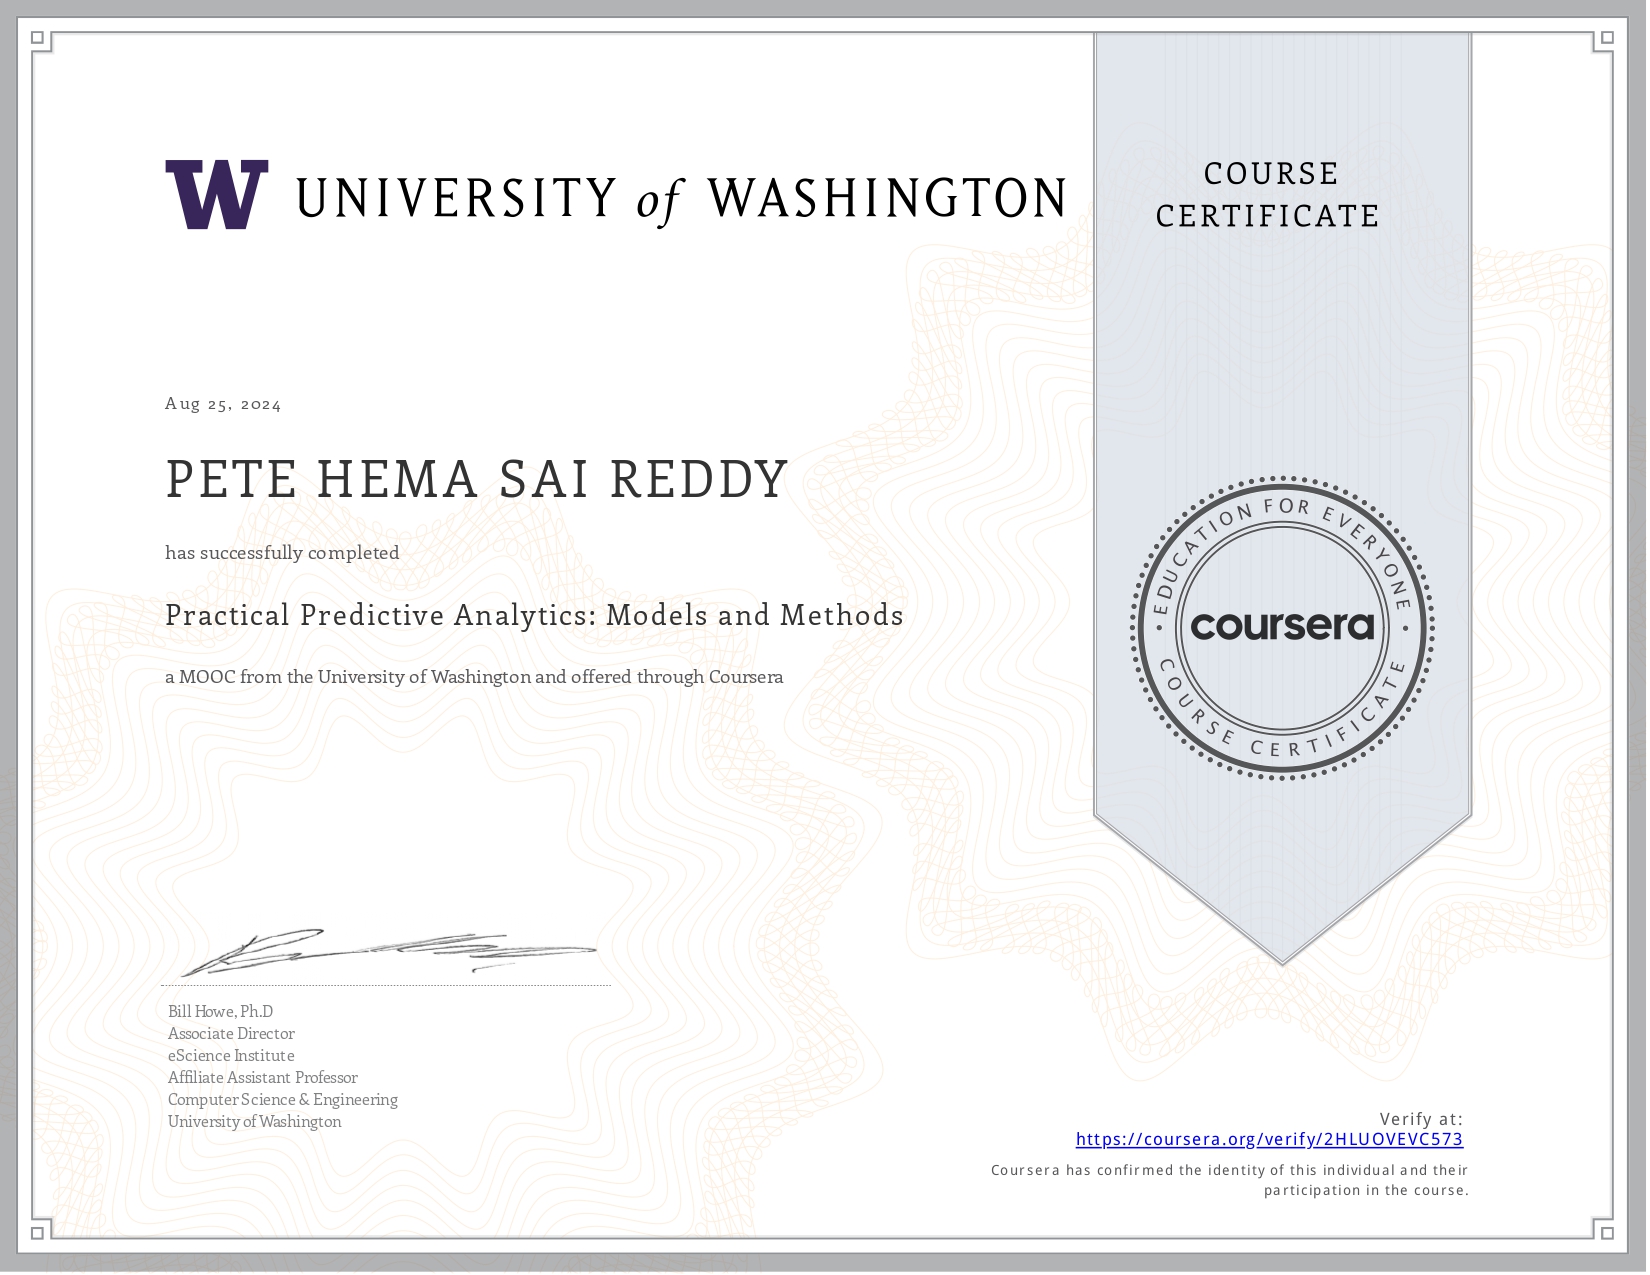 W UNIVERSITY of WASHINGTON
COURSE
CERTIFICATE
Aug 25, 2024
PETE HEMA SAI REDDY
has successfully completed
Practical Predictive Analytics: Models and Methods
a MOOC from the University of Washington and offered through Coursera
EDUCATION FOR EVERYONE
coursera
COURSE CERTIFICATE
Bill Howe, Ph.D
Associate Director
eScience Institute
Affiliate Assistant Professor
Computer Science & Engineering
University of Washington
Verify at:
https://coursera.org/verify/2HLUOVEVC573
Coursera has confirmed the identity of this individual and their
participation in the course.